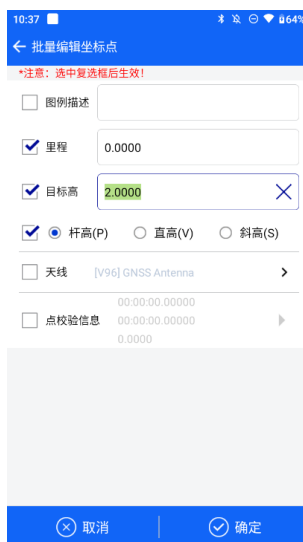 10:37 64%
批量编辑坐标点
*注意：选中复选框后生效!
图例描述
里程 0.0000
目标高 2.0000
杆高(P) 直高(V) 斜高(S)
天线 [V96] GNSS Antenna
00:00:00.00000
点校验信息 00:00:00.00000
0.0000
取消 确定